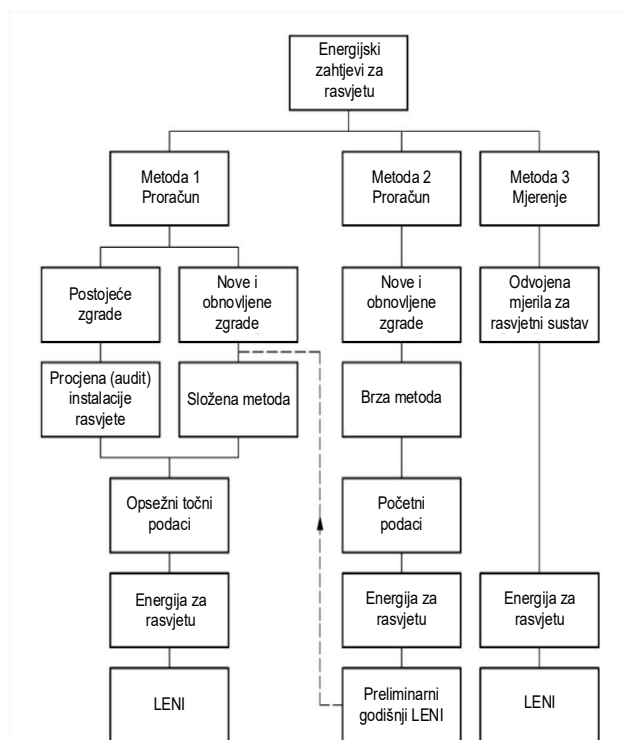 Energijski
zahtjevi za
rasvjetu
Metoda 1
Proračun
Metoda 2
Proračun
Metoda 3
Mjerenje
Postojeće
zgrade
Nove i
obnovljene
zgrade
Nove i
obnovljene
zgrade
Odvojena
mjerila za
rasvjetni sustav
Procjena (audit)
instalacije
rasvjete
Složena metoda
Brza metoda
Opsežni točni
podaci
Početni
podaci
Energija za
rasvjetu
Energija za
rasvjetu
Energija za
rasvjetu
LENI
Preliminarni
godišnji LENI
LENI